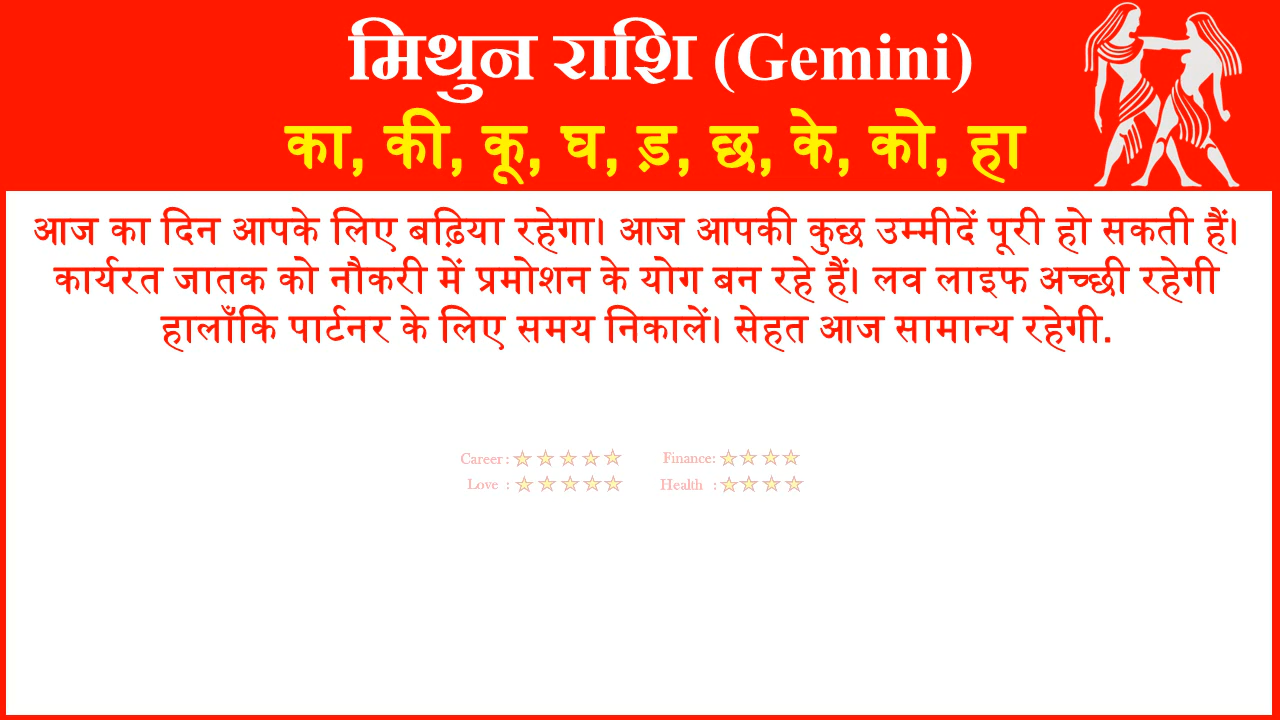 मिथुन राशि (Gemini)
का, की, कू, घ, ड़, छ, के, को, हा
आज का दिन आपके लिए बढ़िया रहेगा। आज आपकी कुछ उम्मीदें पूरी हो सकती हैं।
कार्यरत जातक को नौकरी में प्रमोशन के योग बन रहे हैं। लव लाइफ अच्छी रहेगी
हालाँकि पार्टनर के लिए समय निकालें। सेहत आज सामान्य रहेगी.
Career : Finance:
Love : Health :